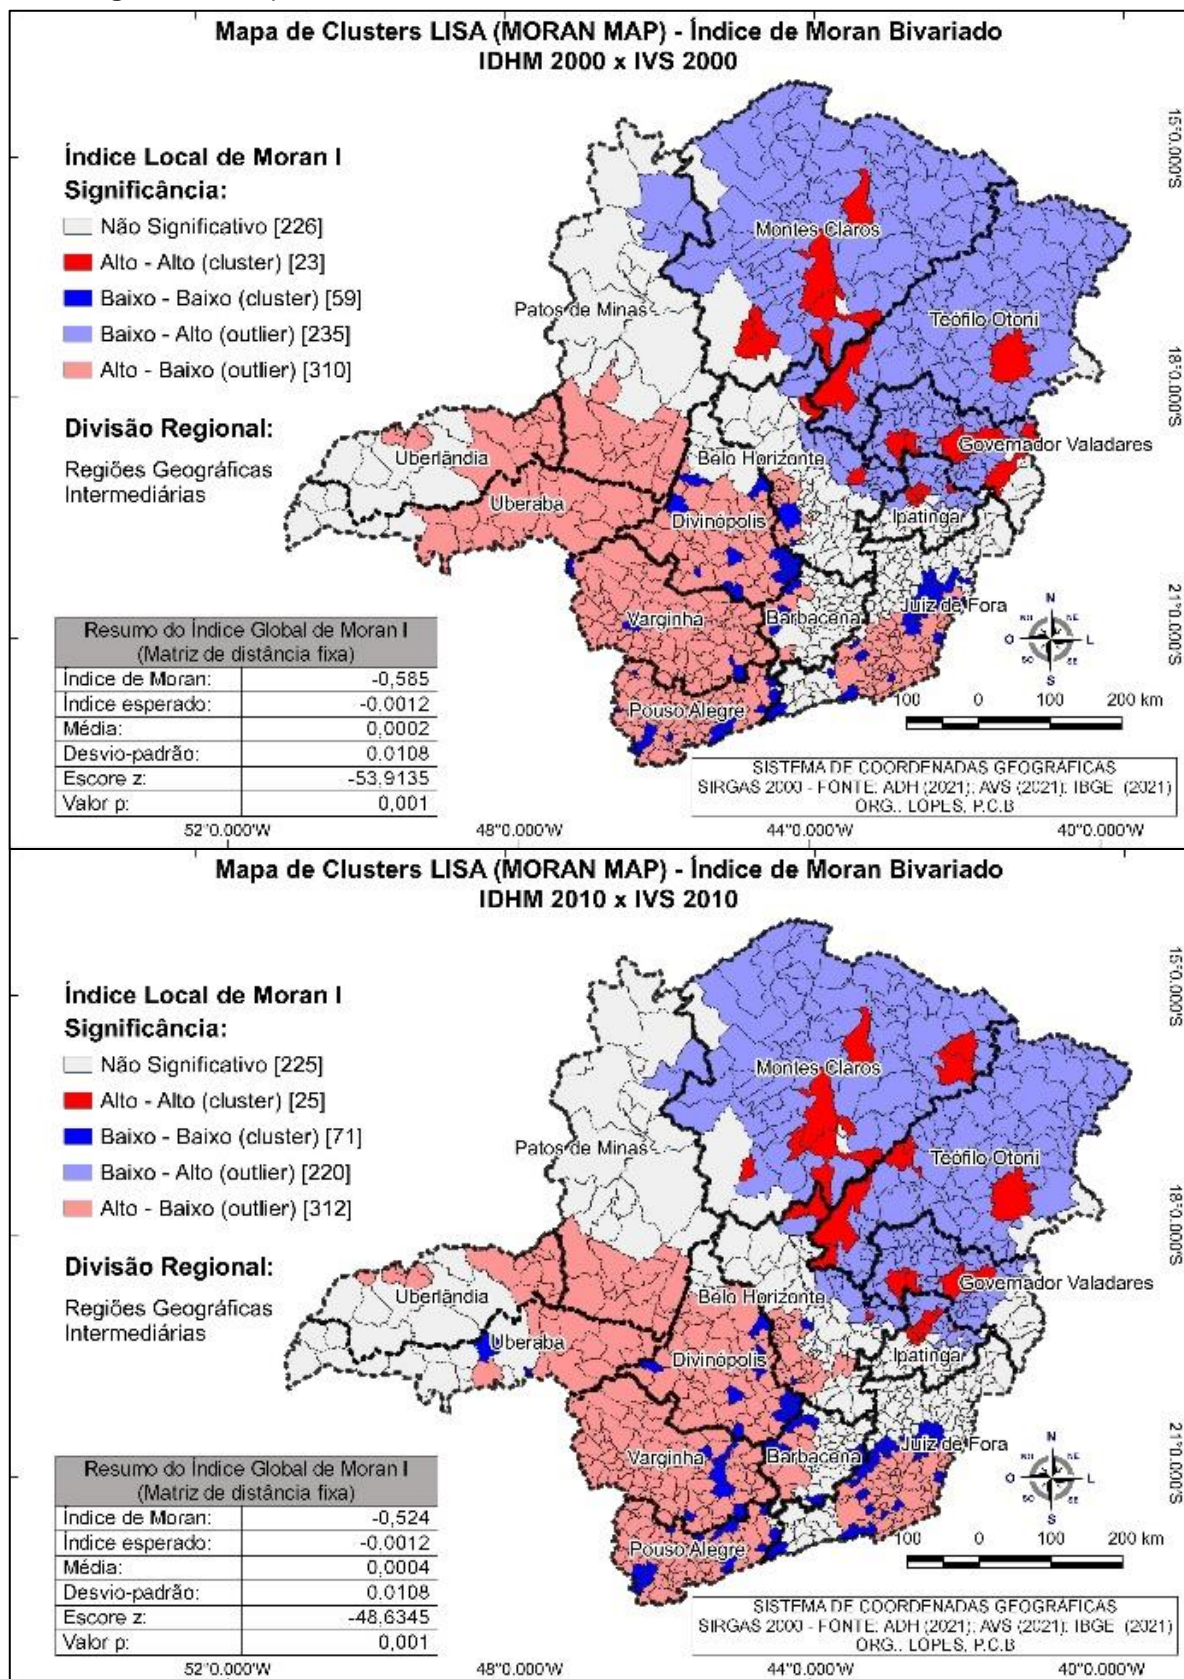 Mapa de Clusters LISA (MORAN MAP) - Índice de Moran Bivariado
IDHM 2000 x IVS 2000
Índice Local de Moran I
Significância:
Não Significativo [226]
Alto - Alto (cluster) [23]
Baixo - Baixo (cluster) [59]
Baixo - Alto (outlier) [235]
Alto - Baixo (outlier) [310]
Divisão Regional:
Regiões Geográficas
Intermediárias
Montes Claros
Patos de Minas
Teófilo Otoni
Governador Valadares
Uberlândia
Belo Horizonte
Uberaba
Divinópolis
Ipatinga
Varginha
Barbacena
Juiz de Fora
Pouso Alegre
15°0.000'S
18°0.000'S
21°0.000'S
N
NO
NE
O
L
SO
SE
S
100 0 100 200 km
Resumo do Índice Global de Moran I
(Matriz de distância fixa)
Índice de Moran: -0,585
Índice esperado: -0.0012
Média: 0,0002
Desvio-padrão: 0.0108
Escore z: -53,9135
Valor p: 0,001
SISTEMA DE COORDENADAS GEOGRÁFICAS
SIRGAS 2000 - FONTE: ADH (2021); AVS (2021); IBGE (2021)
ORG.. LOPES, P.C.B
52°0.000'W 48°0.000'W 44°0.000'W 40°0.000'W
Mapa de Clusters LISA (MORAN MAP) - Índice de Moran Bivariado
IDHM 2010 x IVS 2010
Índice Local de Moran I
Significância:
Não Significativo [225]
Alto - Alto (cluster) [25]
Baixo - Baixo (cluster) [71]
Baixo - Alto (outlier) [220]
Alto - Baixo (outlier) [312]
Divisão Regional:
Regiões Geográficas
Intermediárias
Montes Claros
Patos de Minas
Teófilo Otoni
Governador Valadares
Uberlândia
Belo Horizonte
Uberaba
Divinópolis
Ipatinga
Varginha
Barbacena
Juiz de Fora
Pouso Alegre
15°0.000'S
18°0.000'S
21°0.000'S
N
NO
NE
O
L
SO
SE
S
100 0 100 200 km
Resumo do Índice Global de Moran I
(Matriz de distância fixa)
Índice de Moran: -0,524
Índice esperado: -0.0012
Média: 0,0004
Desvio-padrão: 0.0108
Escore z: -48,6345
Valor p: 0,001
SISTEMA DE COORDENADAS GEOGRÁFICAS
SIRGAS 2000 - FONTE: ADH (2021); AVS (2021); IBGE (2021)
ORG.. LOPES, P.C.B
52°0.000'W 48°0.000'W 44°0.000'W 40°0.000'W